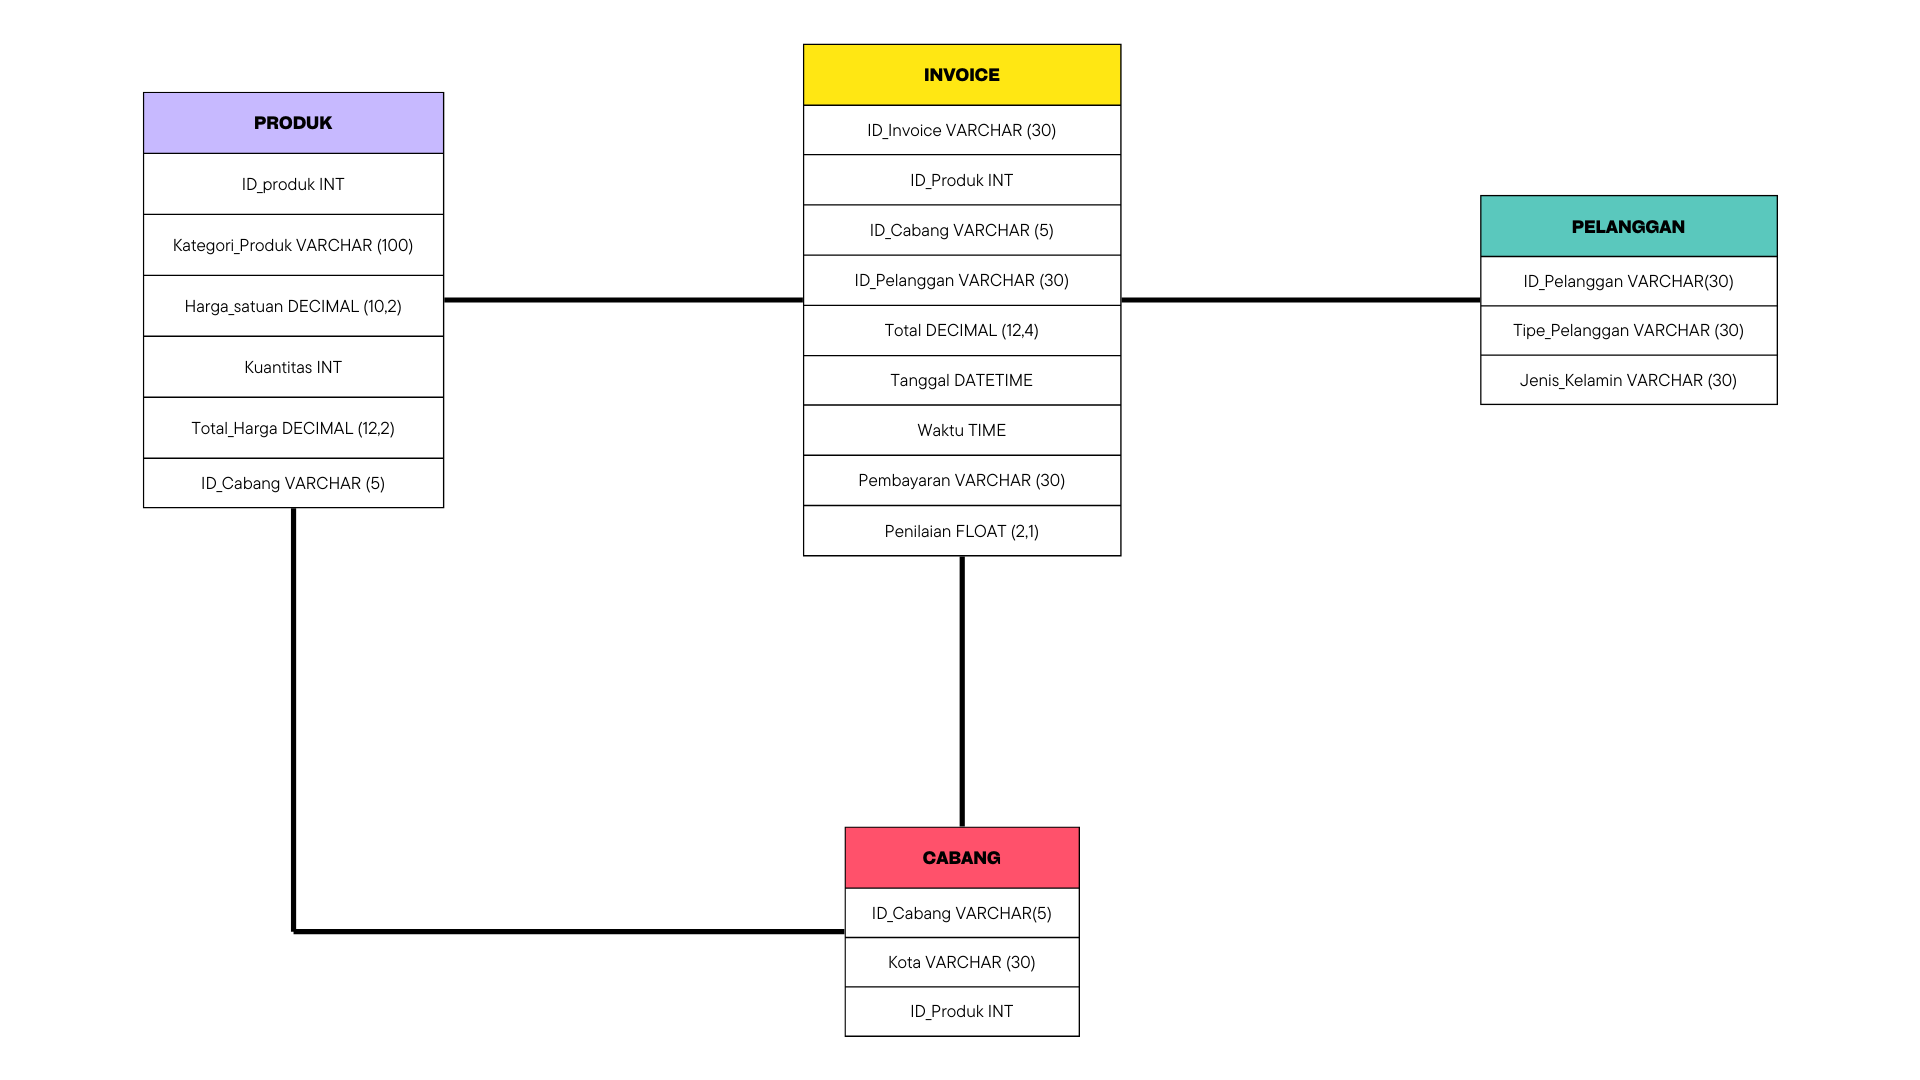 PRODUK
ID_produk INT
Kategori_Produk VARCHAR (100)
Harga_satuan DECIMAL (10,2)
Kuantitas INT
Total_Harga DECIMAL (12,2)
ID_Cabang VARCHAR (5)
INVOICE
ID_Invoice VARCHAR (30)
ID_Produk INT
ID_Cabang VARCHAR (5)
ID_Pelanggan VARCHAR (30)
Total DECIMAL (12,4)
Tanggal DATETIME
Waktu TIME
Pembayaran VARCHAR (30)
Penilaian FLOAT (2,1)
PELANGGAN
ID_Pelanggan VARCHAR(30)
Tipe_Pelanggan VARCHAR (30)
Jenis_Kelamin VARCHAR (30)
CABANG
ID_Cabang VARCHAR(5)
Kota VARCHAR (30)
ID_Produk INT